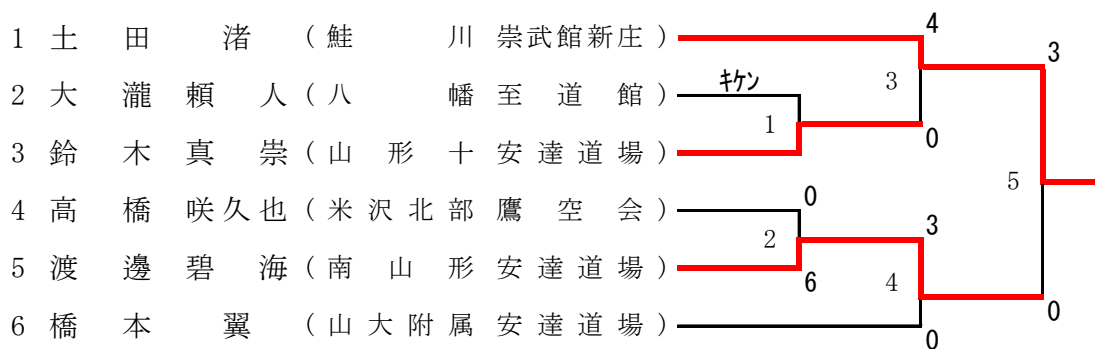 4
1 土田渚 (鮭川 崇武館新庄)
3
2 大瀧頼人 (八幡 至道館) キケン
3
1
0
3 鈴木真崇 (山形十 安達道場)
5
4 高橋咲久也 (米沢北部 鷹空会) 0
3
2
5 渡邊碧海 (南山形 安達道場)
6
4
0
6 橋本翼 (山大附属 安達道場)
0